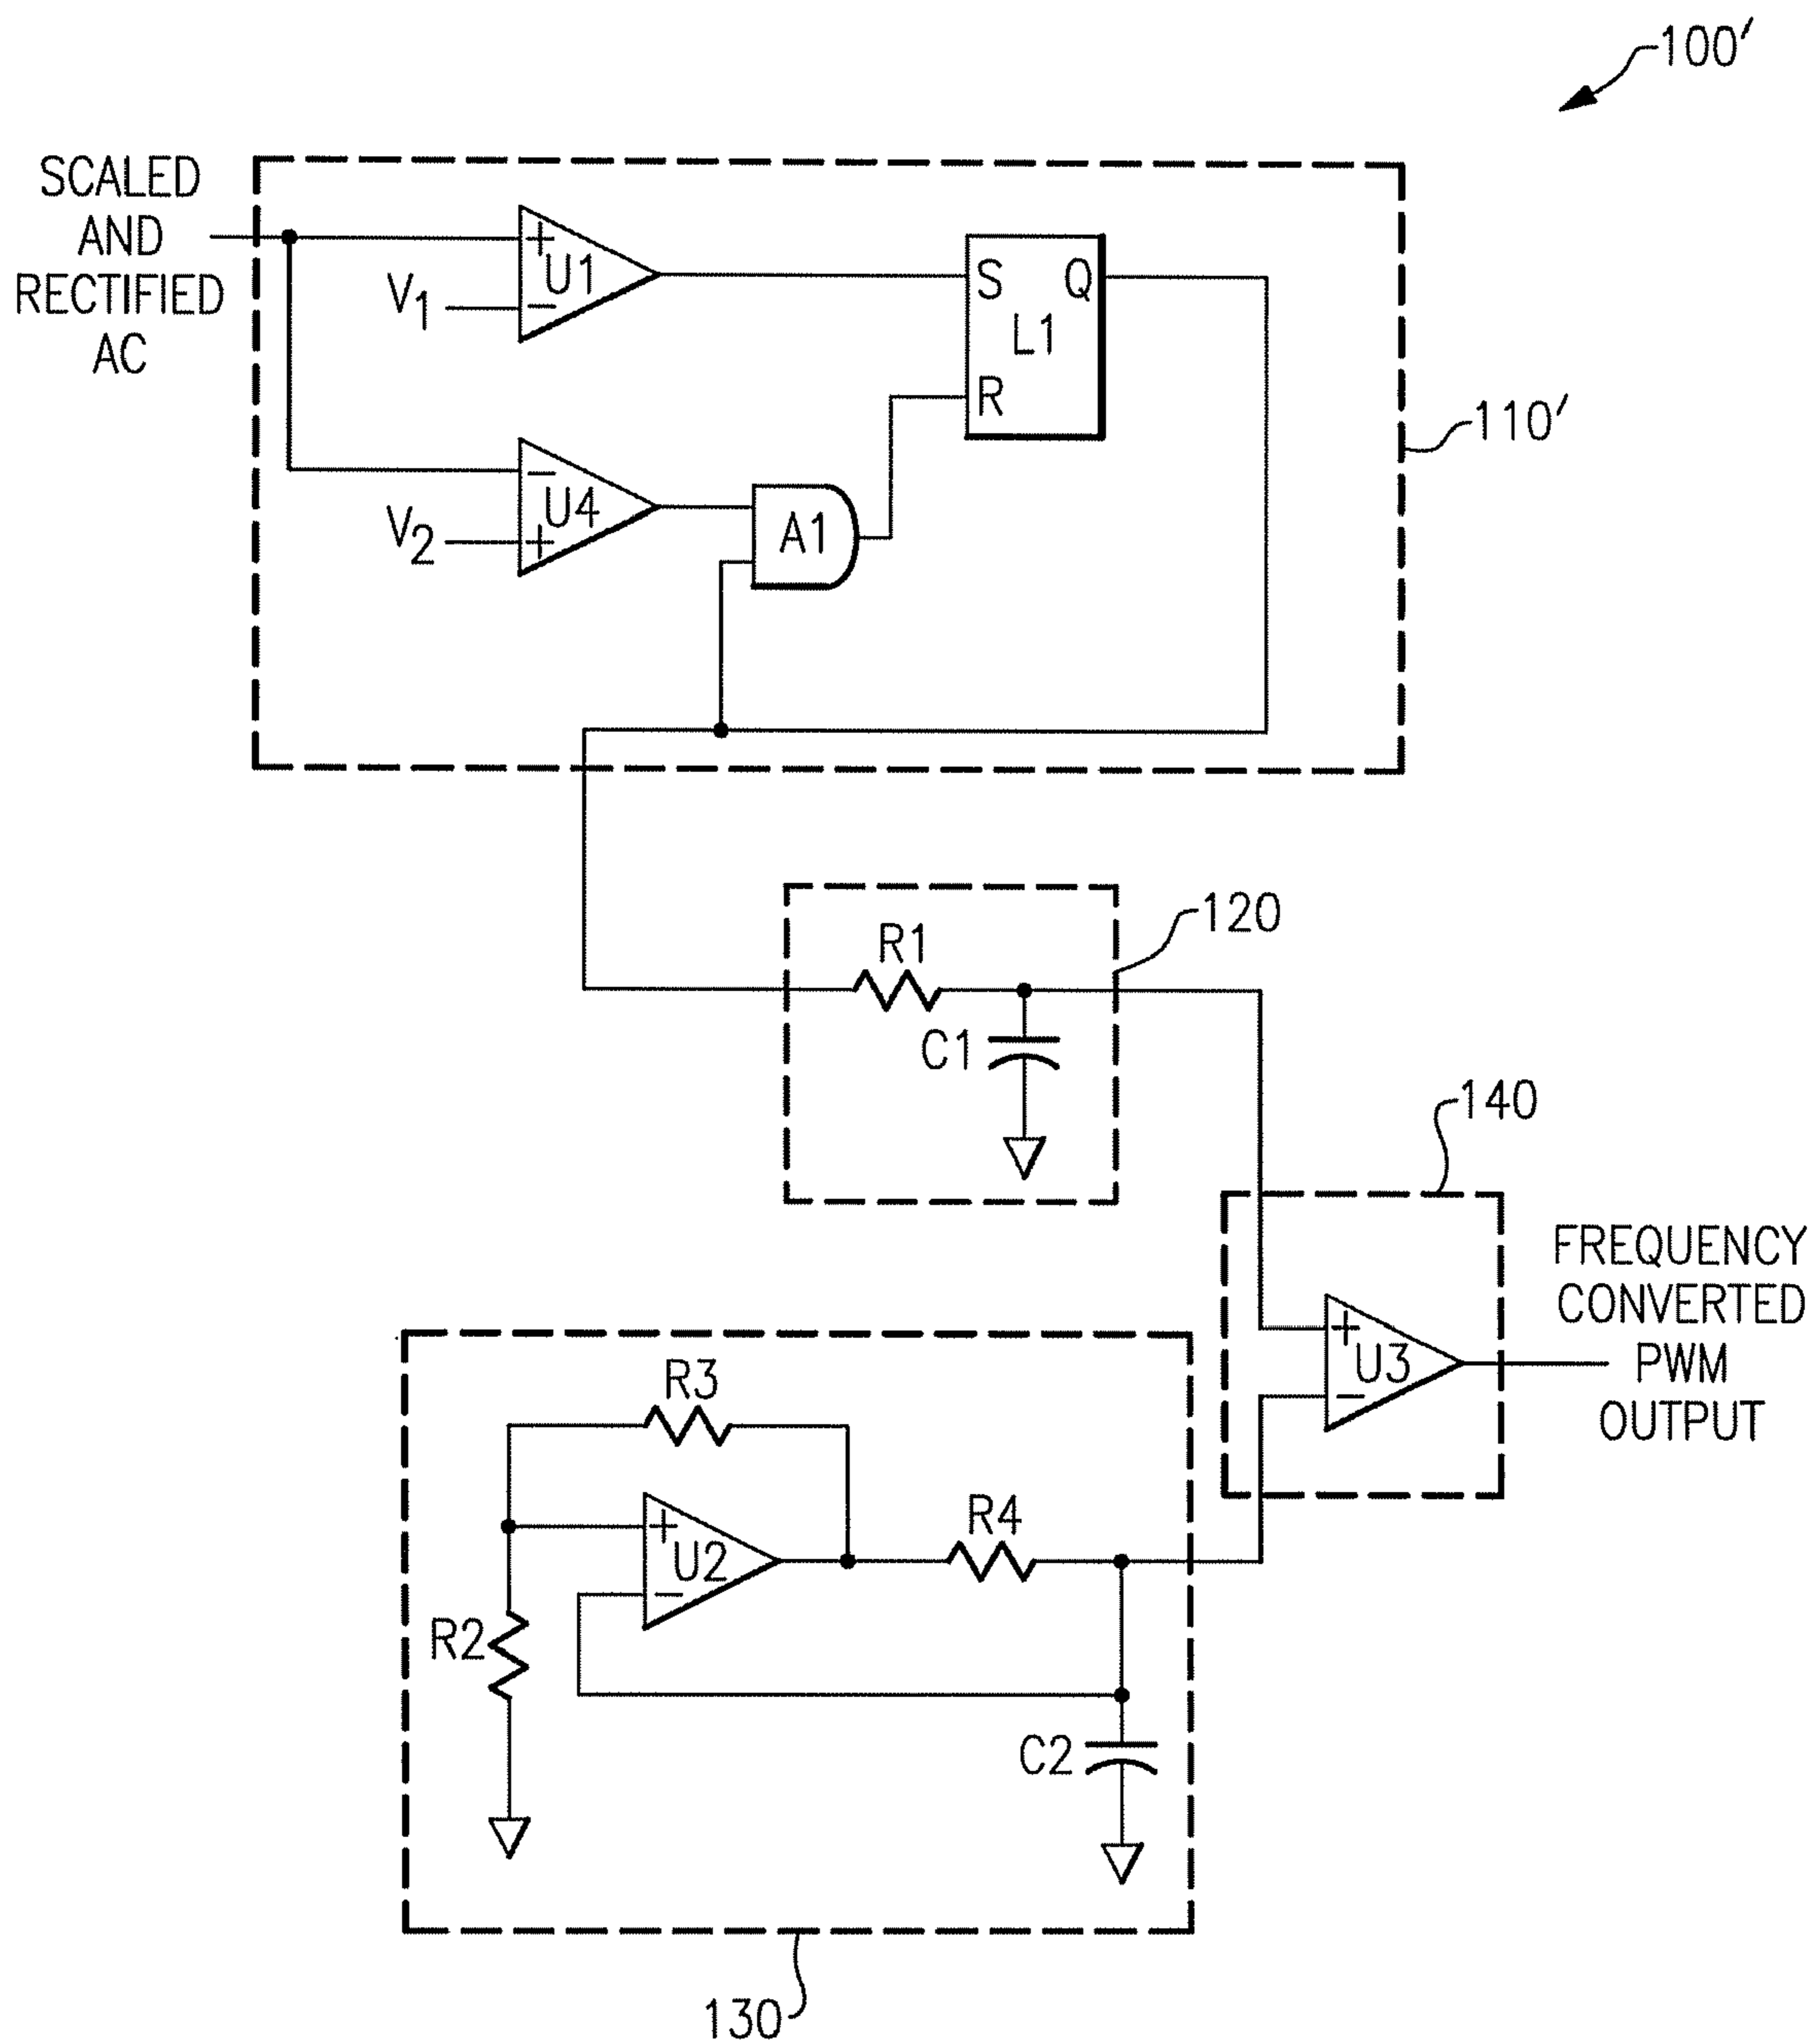 100'
SCALED
AND
RECTIFIED
AC
+
U1
−
V1
S
Q
L1
R
110'
−
U4
+
V2
A1
120
R1
C1
140
FREQUENCY
CONVERTED
PWM
OUTPUT
+
U3
−
R3
+
U2
−
R4
R2
C2
130